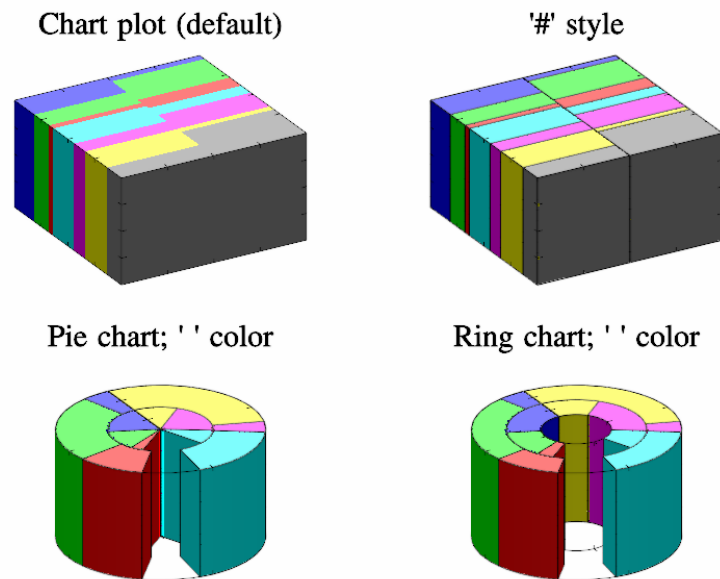 Chart plot (default)
'#' style
Pie chart; ' ' color
Ring chart; ' ' color